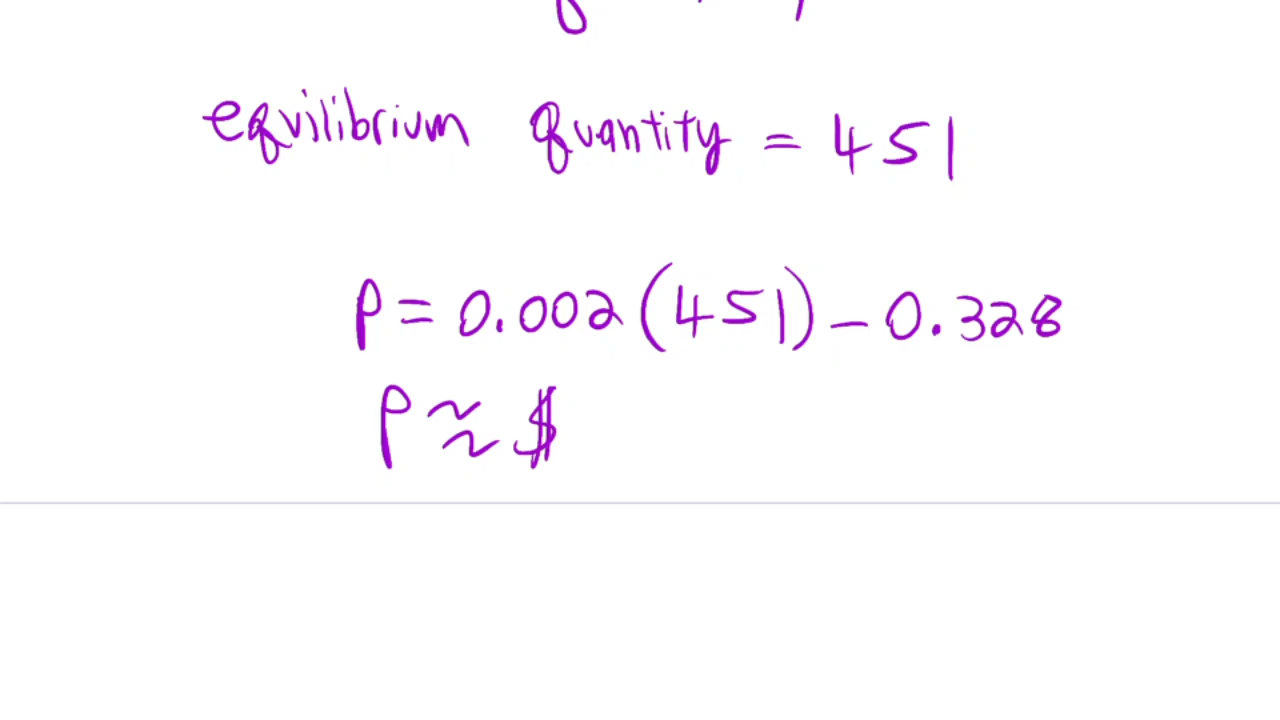 equilibrium quantity = 451
p = 0.002 (451) - 0.328
p ≈ $